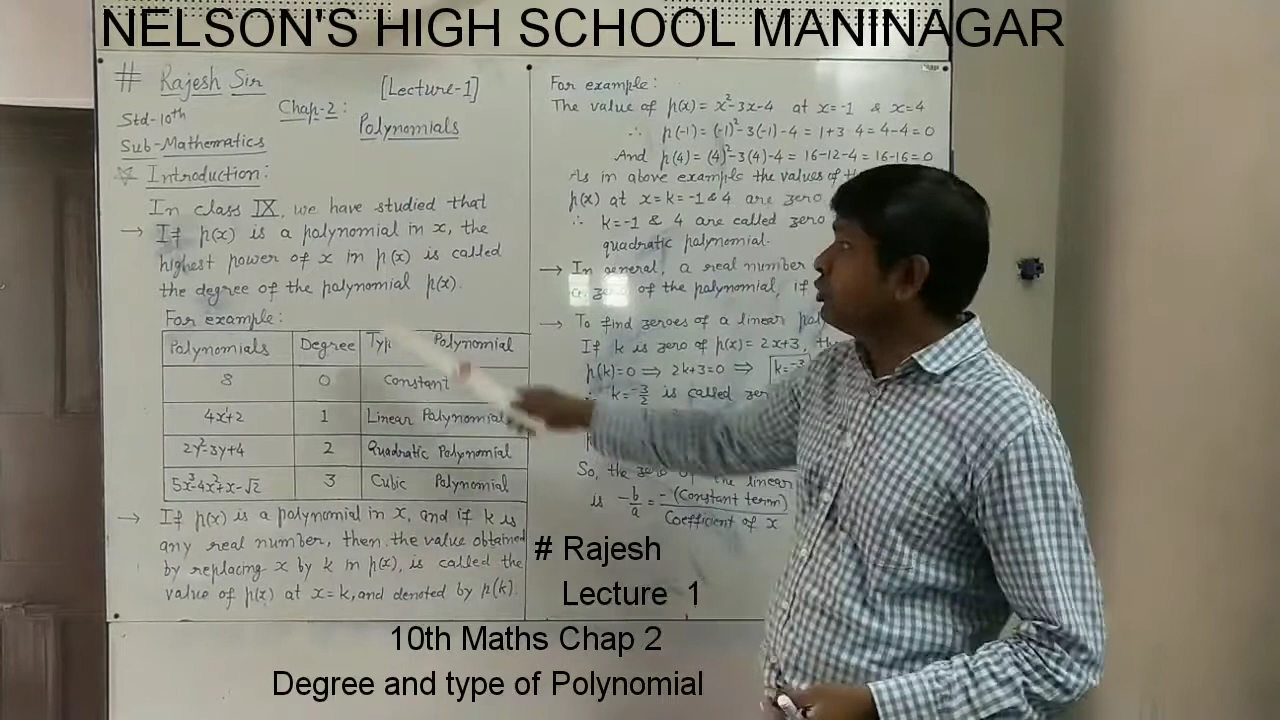 NELSON'S HIGH SCHOOL MANINAGAR
# Rajesh Sir
[Lecture-1]
Std-10th
Chap-2:
Polynomials
Sub-Mathematics
☆ Introduction:
In class IX, we have studied that
→ If p(x) is a polynomial in x, the
highest power of x in p(x) is called
the degree of the polynomial p(x).
For example:
Polynomials Degree Typ Polynomial
8 0 Constant
4x¹+2 1 Linear Polynomial
2y²-3y+4 2 Quadratic Polynomial
5x³-4x²+x-√2 3 Cubic Polynomial
→ If p(x) is a polynomial in x, and if k is
any real number, then the value obtained
by replacing x by k in p(x), is called the
value of p(x) at x=k, and denoted by p(k).
For example:
The value of p(x) = x²-3x-4 at x=-1 & x=4
∴ p(-1) = (-1)²-3(-1)-4 = 1+3-4 = 4-4 = 0
And p(4) = (4)²-3(4)-4 = 16-12-4 = 16-16 = 0
As in above example the values of
p(x) at x=k=-1 & 4 are zero
∴ k=-1 & 4 are called zero
quadratic polynomial.
→ In general, a real number
a zero of the polynomial, if
→ To find zeroes of a linear
If k is zero of p(x) = 2x+3,
p(k)=0 ⇒ 2k+3=0 ⇒ k=-3
∴ k=-3/2 is called
So, the zero of the linear
is -b/a = -(Constant term)/Coefficient of x
# Rajesh
Lecture 1
10th Maths Chap 2
Degree and type of Polynomial